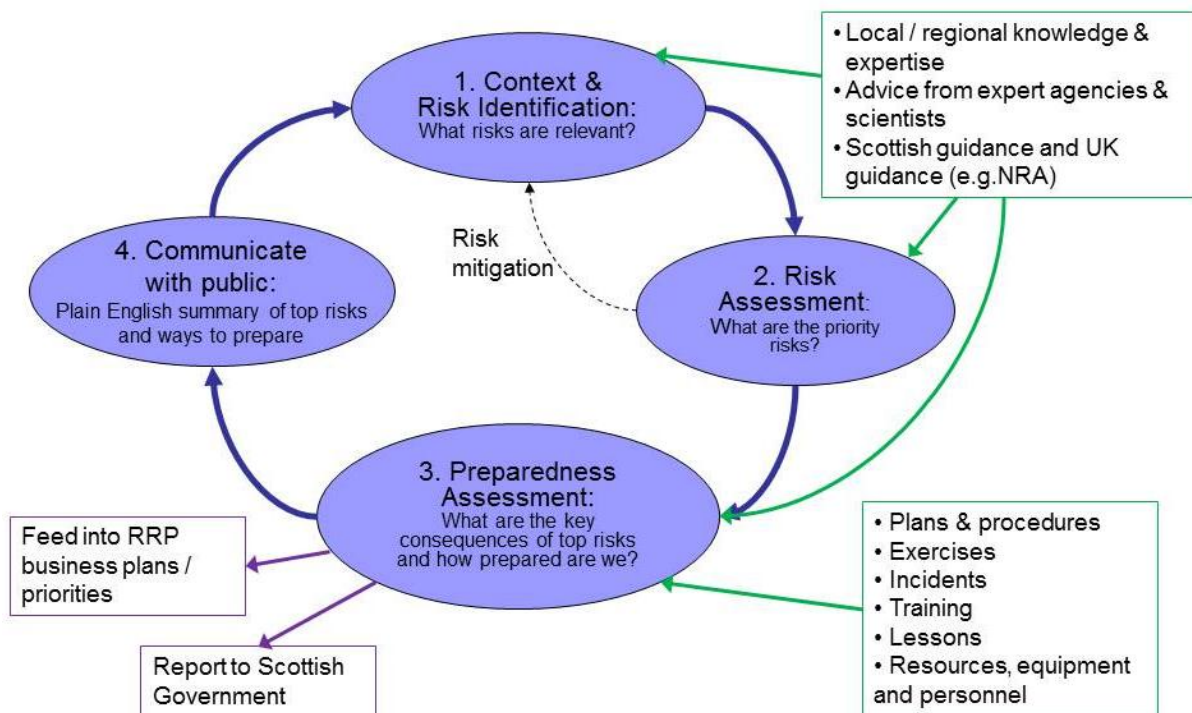 1. Context &
Risk Identification:
What risks are relevant?
• Local / regional knowledge &
expertise
• Advice from expert agencies &
scientists
• Scottish guidance and UK
guidance (e.g.NRA)
Risk
mitigation
2. Risk
Assessment:
What are the priority
risks?
3. Preparedness
Assessment:
What are the key
consequences of top risks
and how prepared are we?
4. Communicate
with public:
Plain English summary of top risks
and ways to prepare
Feed into RRP
business plans /
priorities
Report to Scottish
Government
• Plans & procedures
• Exercises
• Incidents
• Training
• Lessons
• Resources, equipment
and personnel